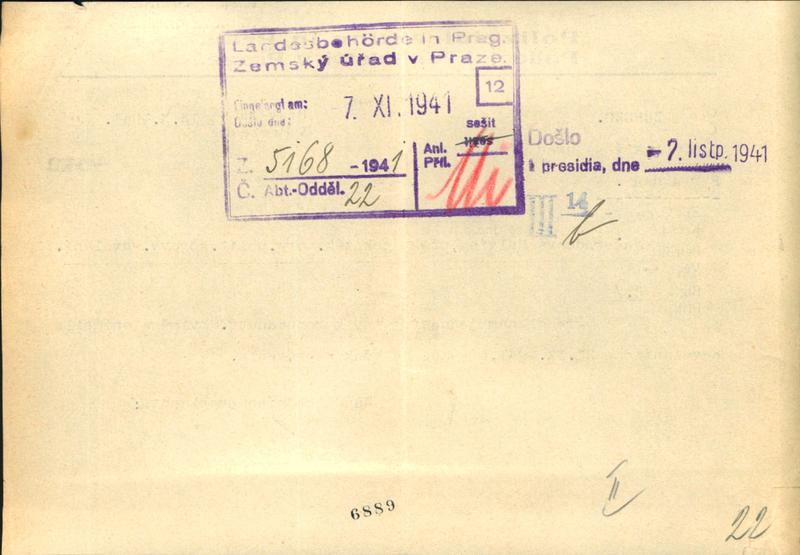 Landesbehörde in Prag.
Zemský úřad v Praze.
12
Eingelangt am:
Došlo dne:
7. XI. 1941
sešit
Z. 5168 -1941
Č. Abt.-Odděl. 22
Anl.
Příl.
Došlo
z presidia, dne - 7. listp. 1941
III 14
b
6889
II
22